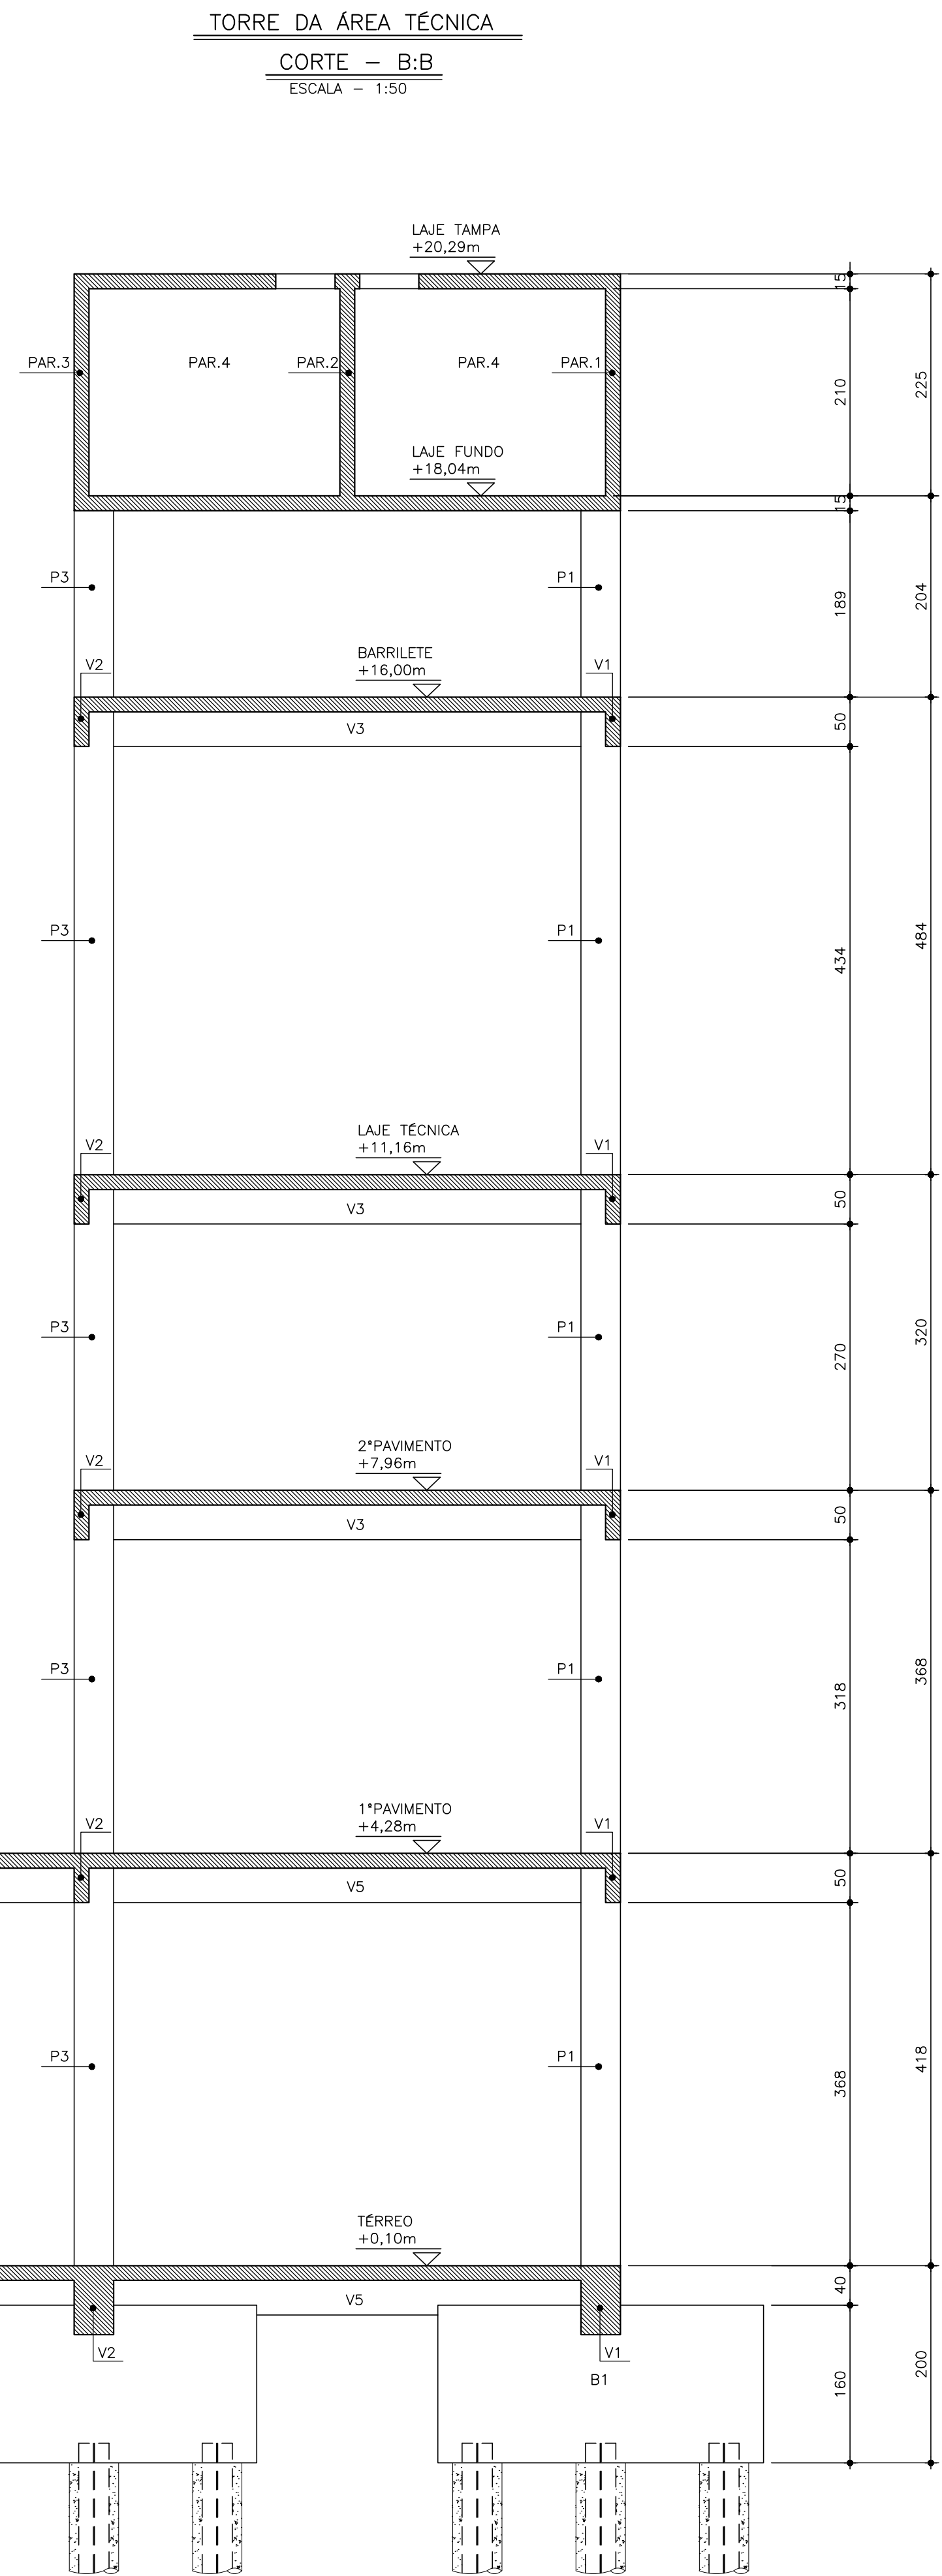 TORRE DA ÁREA TÉCNICA
CORTE – B:B
ESCALA – 1:50
LAJE TAMPA
+20,29m
15
PAR.3
PAR.4
PAR.2
PAR.4
PAR.1
210
225
LAJE FUNDO
+18,04m
15
P3
P1
189
204
BARRILETE
+16,00m
V2
V1
V3
50
P3
P1
434
484
LAJE TÉCNICA
+11,16m
V2
V1
V3
50
P3
P1
270
320
2°PAVIMENTO
+7,96m
V2
V1
V3
50
P3
P1
318
368
1°PAVIMENTO
+4,28m
V2
V1
V5
50
P3
P1
368
418
TÉRREO
+0,10m
40
V5
V2
V1
B1
160
200